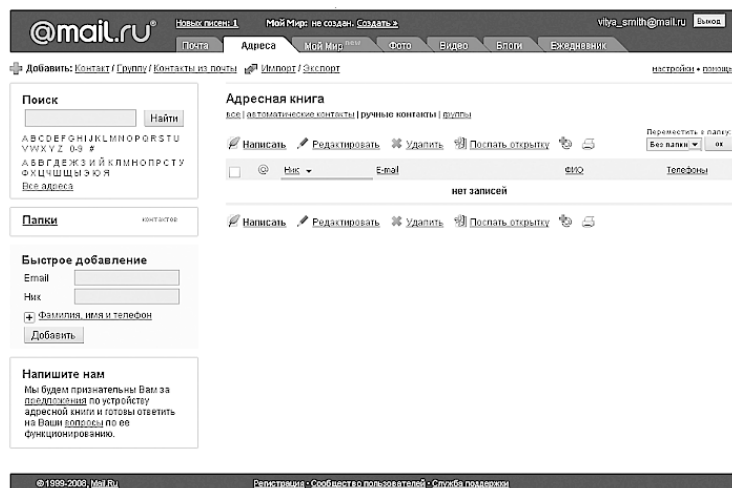 @mail.ru
Новых писем: 1 Мой Мир: не создан. Создать »
vitya_smith@mail.ru Выход
Почта Адреса Мой Мир new Фото Видео Блоги Ежедневник
Добавить: Контакт / Группу / Контакты из почты Импорт / Экспорт
настройки • помощь
Поиск
Найти
A B C D E F G H I J K L M N O P Q R S T U
V W X Y Z 0-9 #
А Б В Г Д Е Ж З И Й К Л М Н О П Р С Т У
Ф Х Ц Ч Ш Щ Ы Э Ю Я
Все адреса
Папки контактов
Быстрое добавление
Email
Ник
Фамилия, имя и телефон
Добавить
Напишите нам
Мы будем признательны Вам за
предложения по устройству
адресной книги и готовы ответить
на Ваши вопросы по ее
функционированию.
Адресная книга
все | автоматические контакты | ручные контакты | группы
Написать Редактировать Удалить Послать открытку
Переместить в папку:
Без папки ок
@ Ник E-mail ФИО Телефоны
нет записей
Написать Редактировать Удалить Послать открытку
© 1999-2008, Mail.Ru
Регистрация · Сообщество пользователей · Служба поддержки